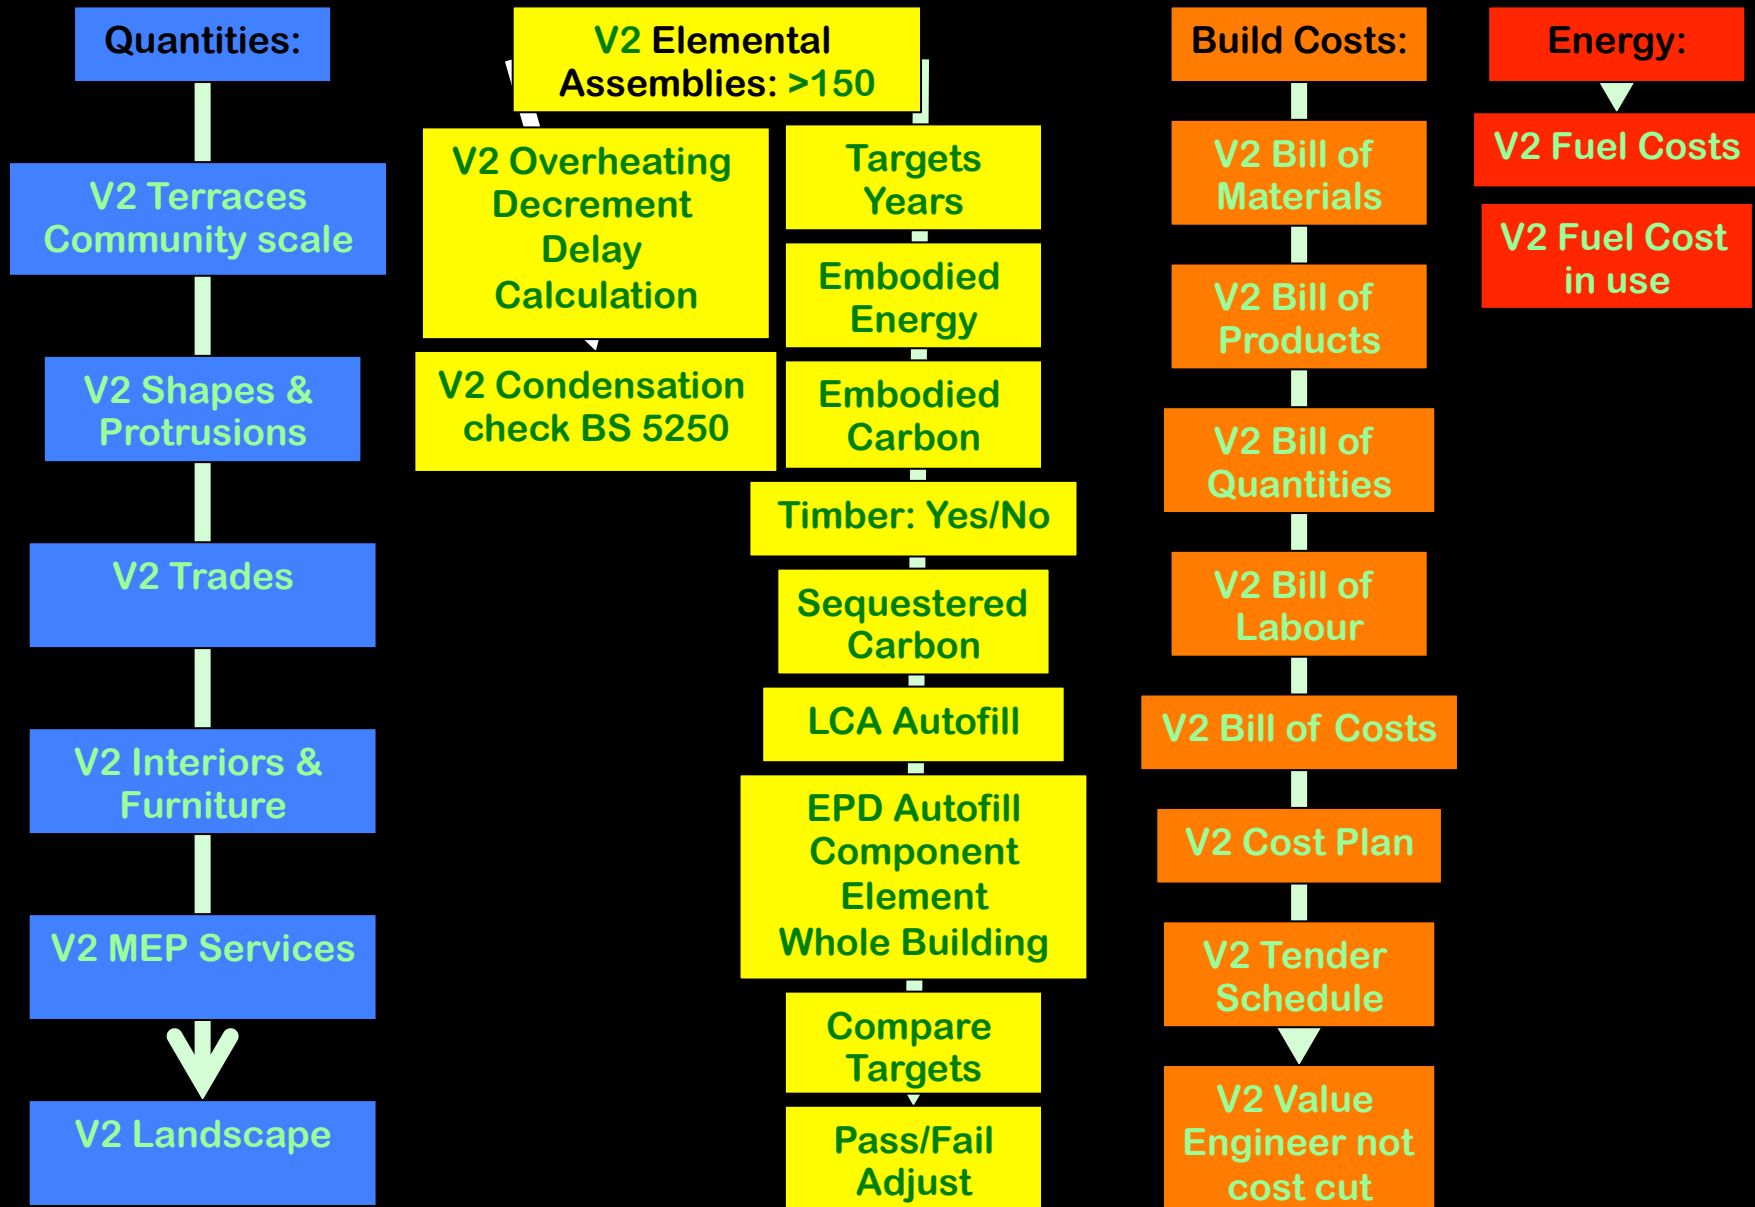 Quantities:
V2 Terraces
Community scale
V2 Shapes &
Protrusions
V2 Trades
V2 Interiors &
Furniture
V2 MEP Services
V2 Landscape
V2 Elemental
Assemblies: >150
V2 Overheating
Decrement
Delay
Calculation
V2 Condensation
check BS 5250
Targets
Years
Embodied
Energy
Embodied
Carbon
Timber: Yes/No
Sequestered
Carbon
LCA Autofill
EPD Autofill
Component
Element
Whole Building
Compare
Targets
Pass/Fail
Adjust
Build Costs:
V2 Bill of
Materials
V2 Bill of
Products
V2 Bill of
Quantities
V2 Bill of
Labour
V2 Bill of Costs
V2 Cost Plan
V2 Tender
Schedule
V2 Value
Engineer not
cost cut
Energy:
V2 Fuel Costs
V2 Fuel Cost
in use